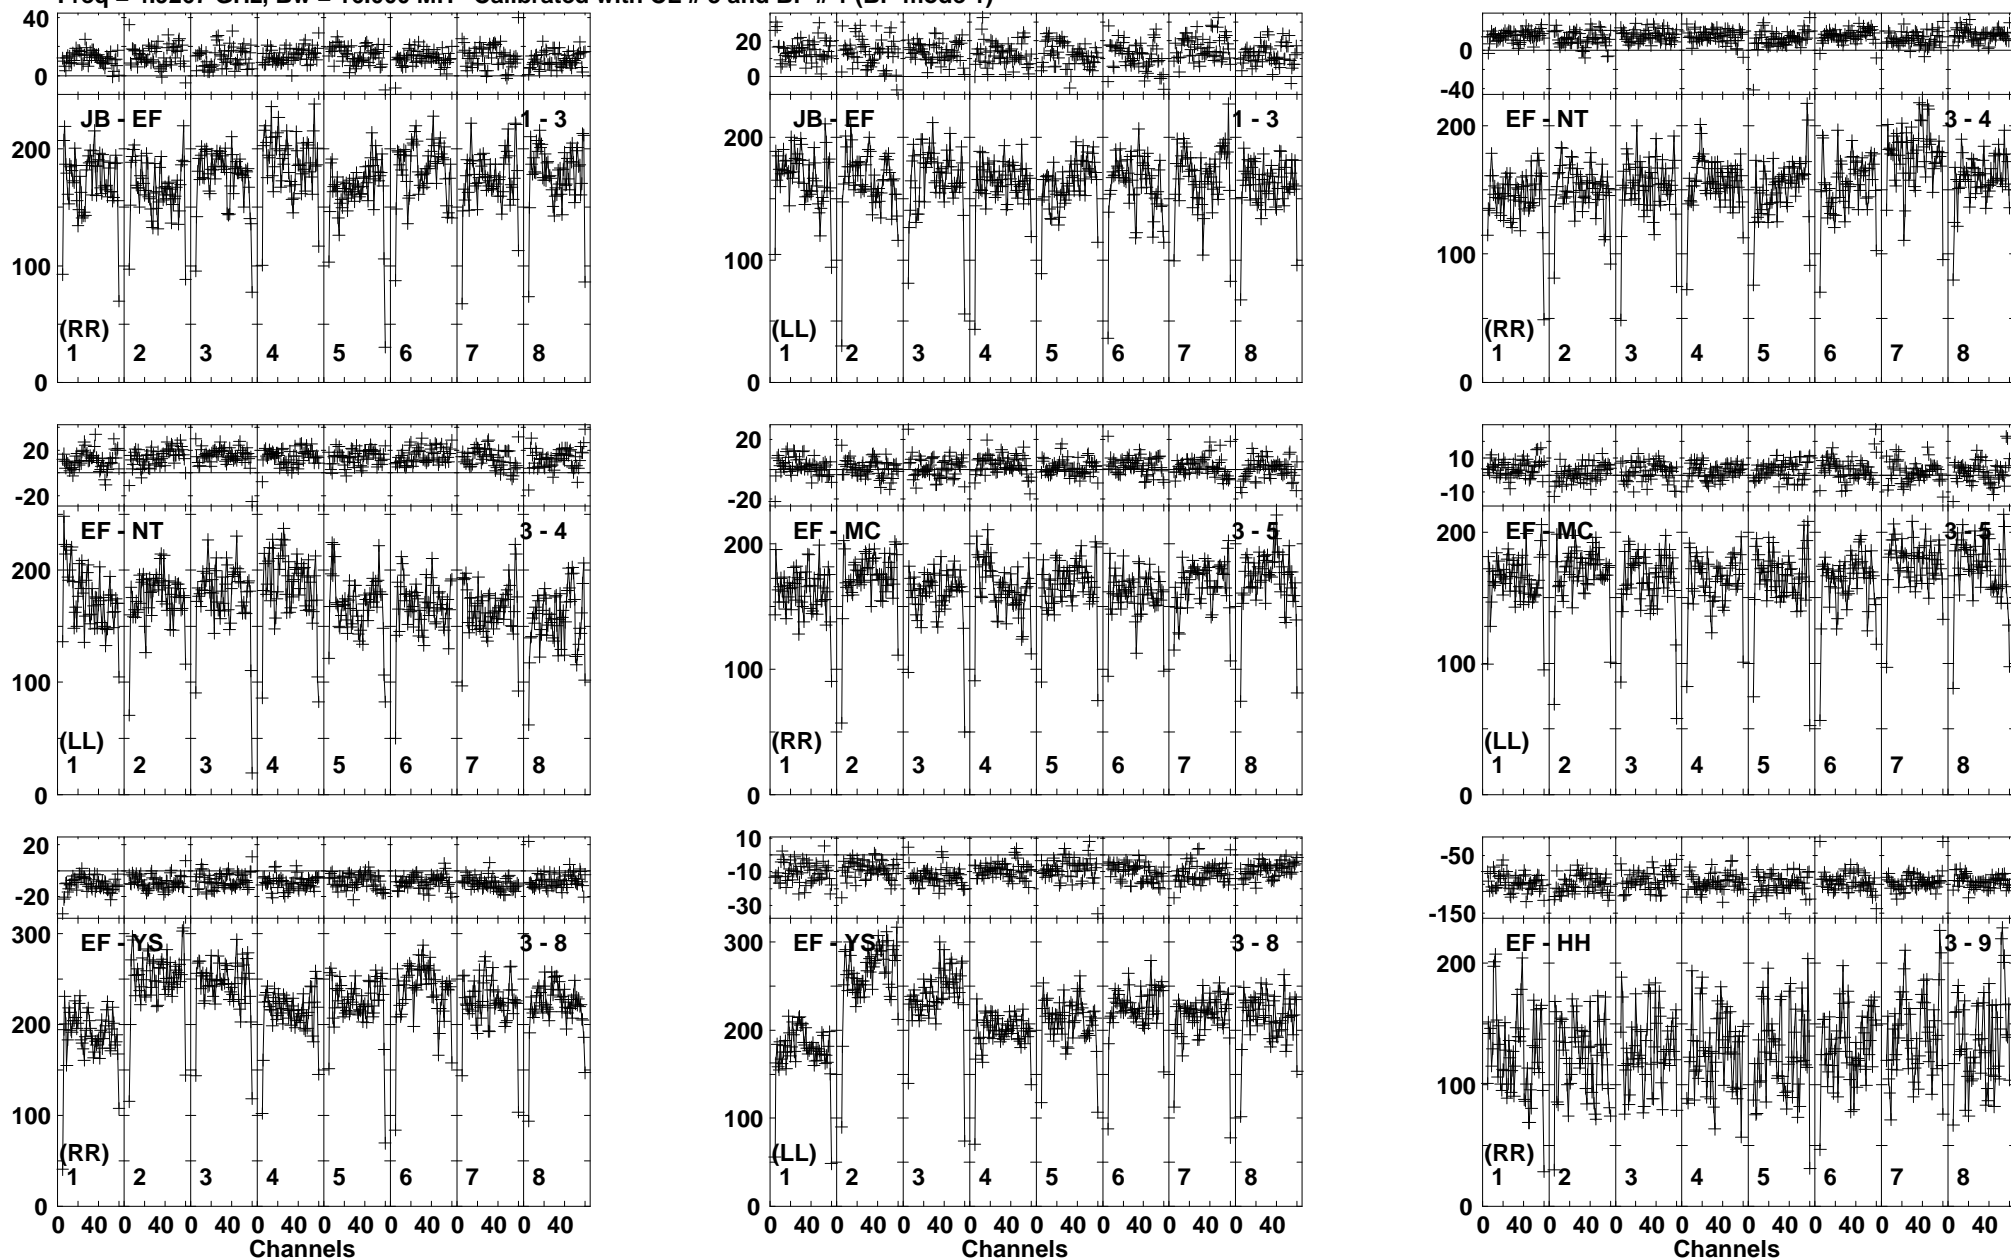 40 20 0
JB - EF 1 - 3
200 100 0
(RR)
1 2 3 4 5 6 7 8
20 0
JB - EF 1 - 3
200 100 0
(LL)
1 2 3 4 5 6 7 8
0 -40
EF - NT 3 - 4
200 100 0
(RR)
1 2 3 4 5 6 7 8
20 -20
EF - NT 3 - 4
200 100 0
(LL)
1 2 3 4 5 6 7 8
20 -20
EF - MC 3 - 5
200 100 0
(RR)
1 2 3 4 5 6 7 8
10 -10
EF - MC 3 - 5
200 150 100 0
(LL)
1 2 3 4 5 6 7 8
20 -20
EF - YS 3 - 8
300 200 100 0
(RR)
1 2 3 4 5 6 7 8
0 40 0 40 0 40 0 40 0 40 0 40 0 40 0 40
Channels
10 -10 -30
EF - YS 3 - 8
300 200 100 0
(LL)
1 2 3 4 5 6 7 8
0 40 0 40 0 40 0 40 0 40 0 40 0 40 0 40
Channels
-50 -150
EF - HH 3 - 9
200 100 0
(RR)
1 2 3 4 5 6 7 8
0 40 0 40 0 40 0 40 0 40 0 40 0 40 0 40
Channels